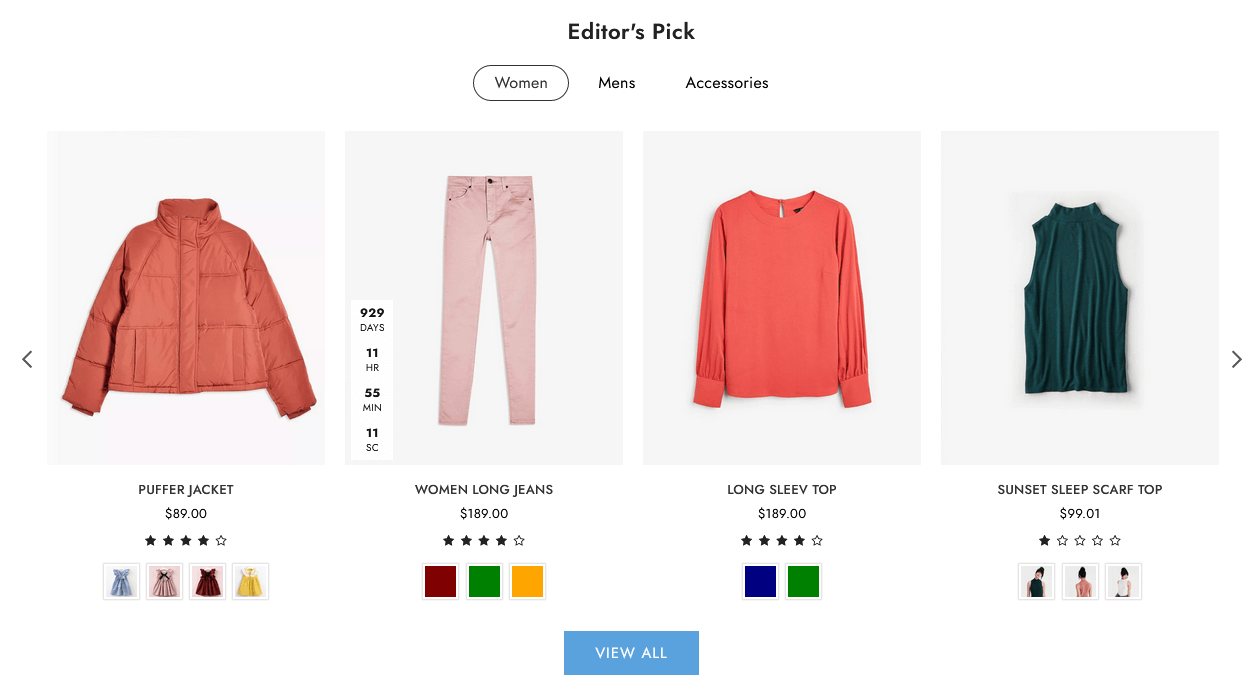 Editor's Pick
Women Mens Accessories
929
DAYS
11
HR
55
MIN
11
SC
PUFFER JACKET
$89.00
WOMEN LONG JEANS
$189.00
LONG SLEEV TOP
$189.00
SUNSET SLEEP SCARF TOP
$99.01
VIEW ALL